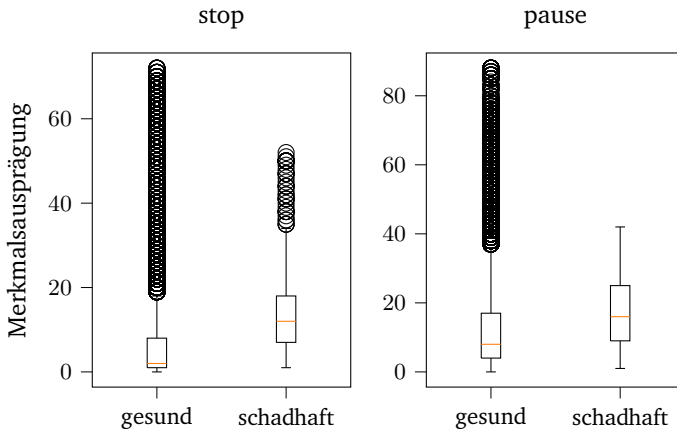 stop
pause
Merkmalsausprägung
60
40
20
0
80
60
40
20
0
gesund
schadhaft
gesund
schadhaft